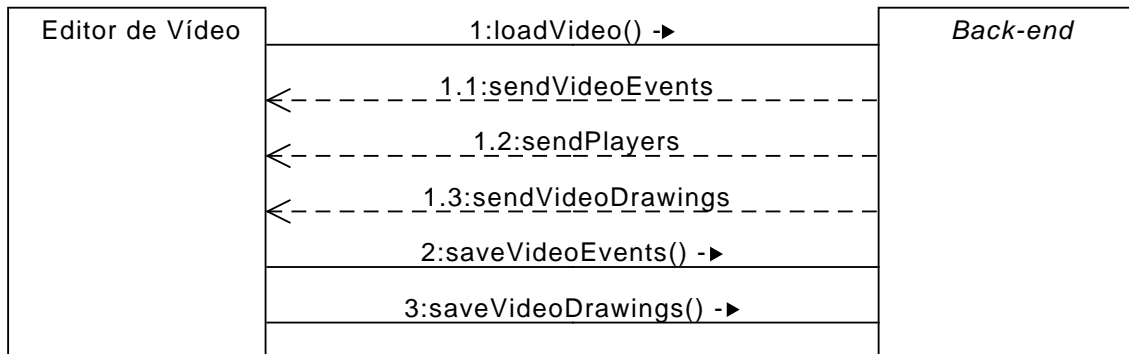 Editor de Vídeo
1:loadVideo() -▸
Back-end
1.1:sendVideoEvents
1.2:sendPlayers
1.3:sendVideoDrawings
2:saveVideoEvents() -▸
3:saveVideoDrawings() -▸